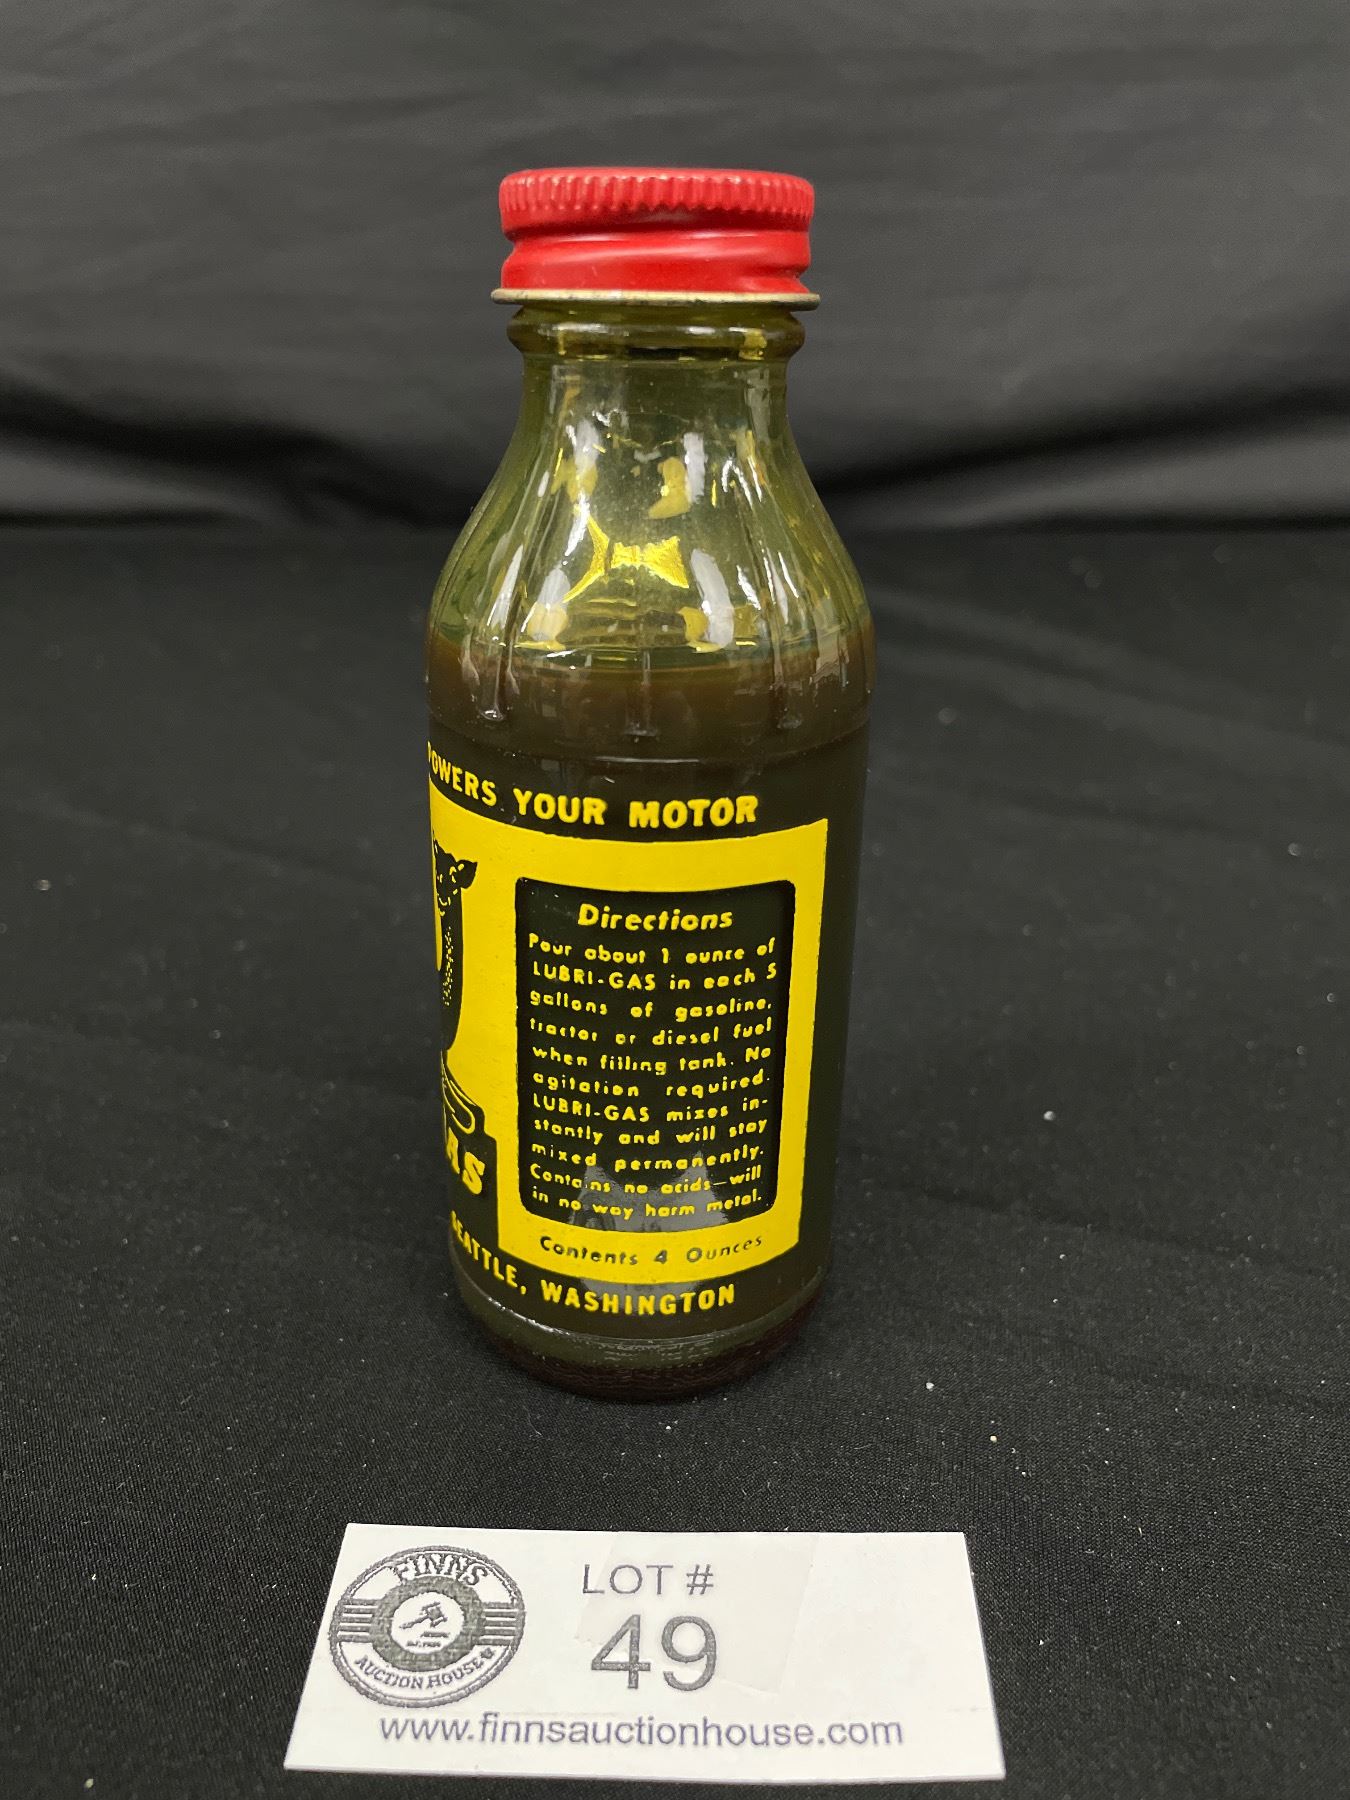 POWERS YOUR MOTOR
Directions
Pour about 1 ounce of
LUBRI-GAS in each 5
gallons of gasoline,
tractor or diesel fuel
when filling tank. No
agitation required.
LUBRI-GAS mixes in-
stantly and will stay
mixed permanently.
Contains no acids—will
in no way harm metal.
Contents 4 Ounces
AS
SEATTLE, WASHINGTON
FINNS
AUCTION HOUSE
LOT #
49
www.finnsauctionhouse.com